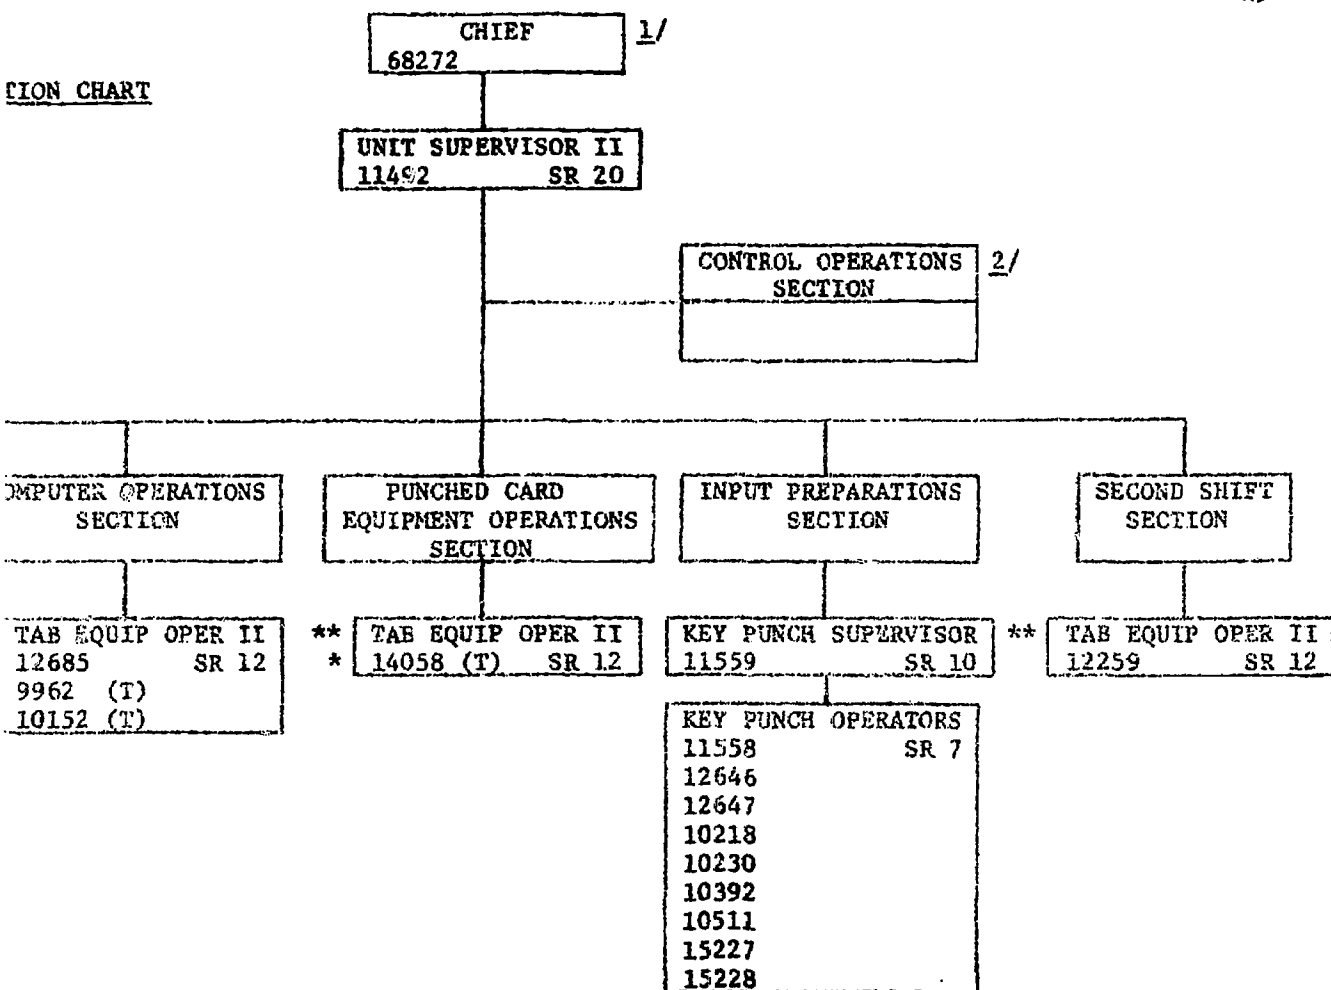 CHIEF 1/
68272
TION CHART
UNIT SUPERVISOR II
11492 SR 20
CONTROL OPERATIONS 2/
SECTION
OMPUTER OPERATIONS
SECTION
PUNCHED CARD
EQUIPMENT OPERATIONS
SECTION
INPUT PREPARATIONS
SECTION
SECOND SHIFT
SECTION
TAB EQUIP OPER II
12685 SR 12
9962 (T)
10152 (T)
** TAB EQUIP OPER II
* 14058 (T) SR 12
KEY PUNCH SUPERVISOR
11559 SR 10
KEY PUNCH OPERATORS
11558 SR 7
12646
12647
10218
10230
10392
10511
15227
15228
** TAB EQUIP OPER II
12259 SR 12